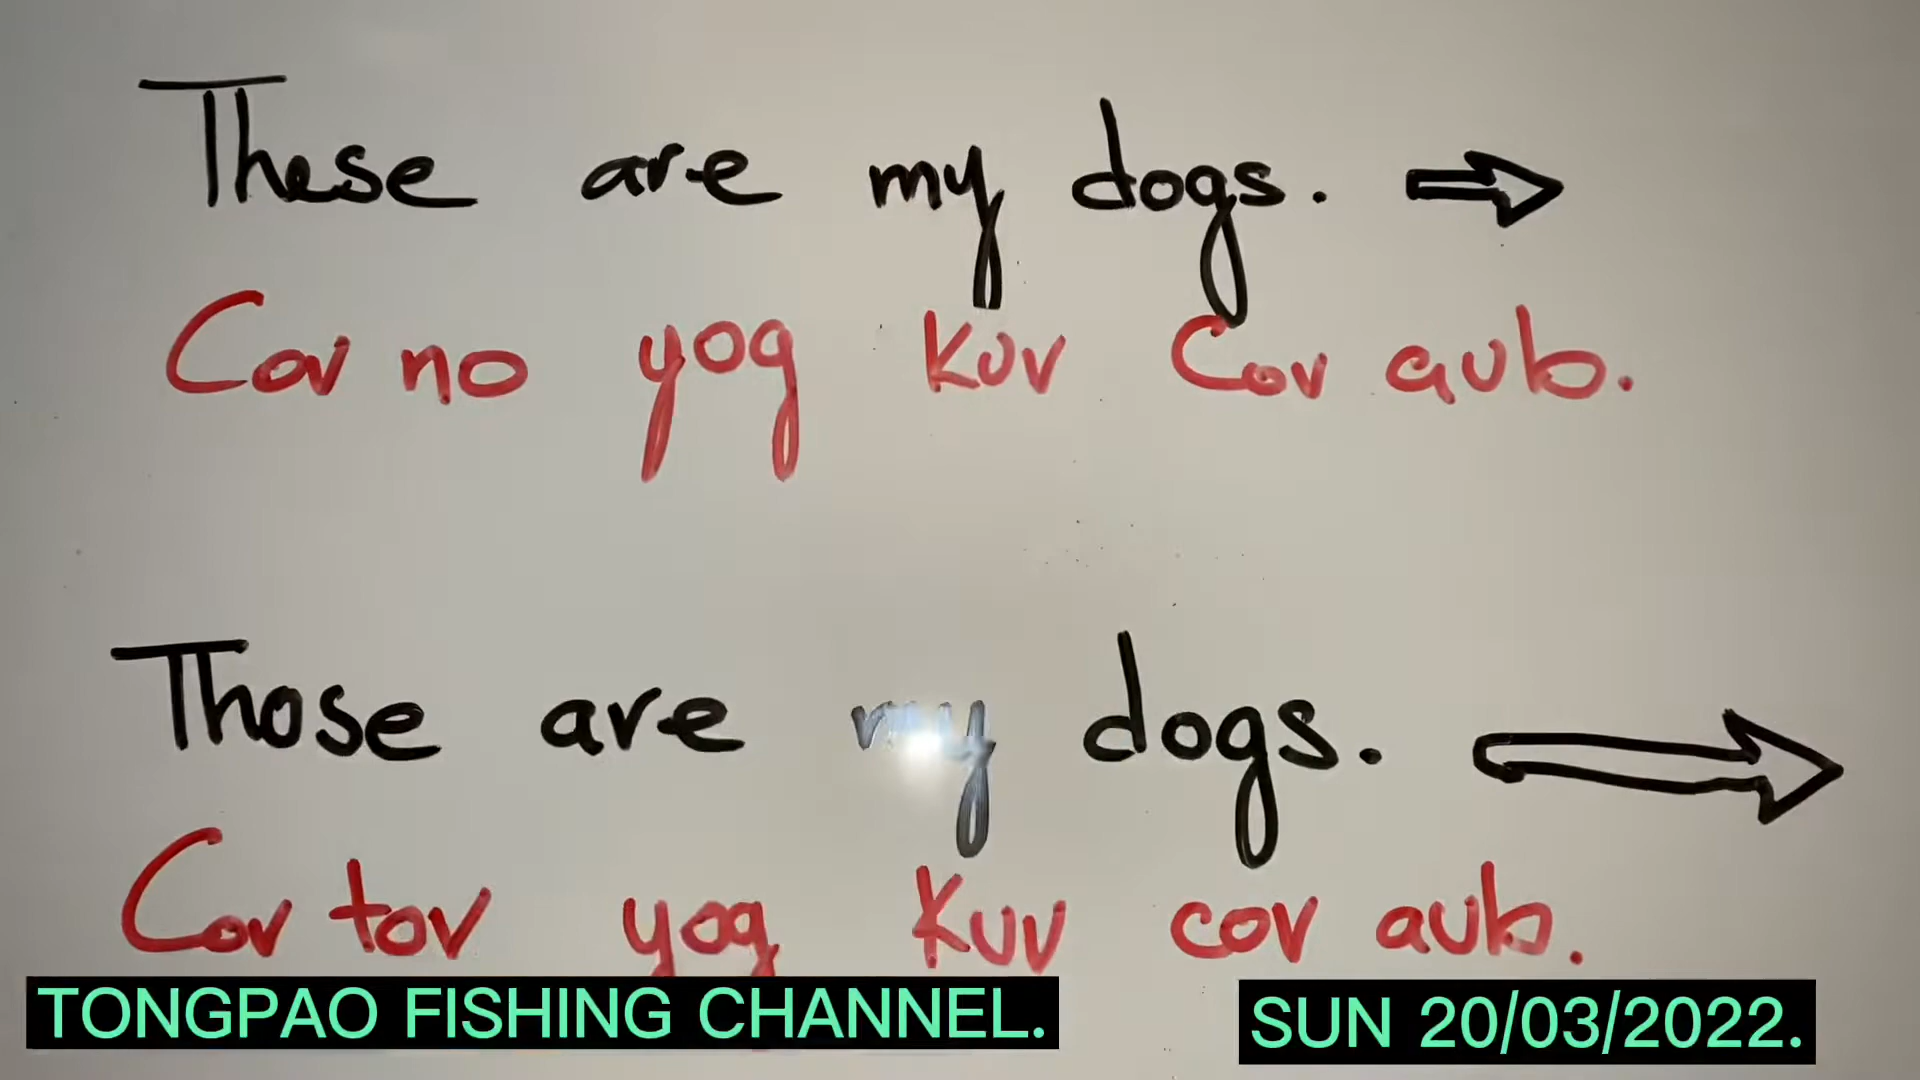 These are my dogs.
Cov no yog Kuv Cov aub.
Those are my dogs.
Cov tov yog Kuv cov aub.
TONGPAO FISHING CHANNEL.
SUN 20/03/2022.